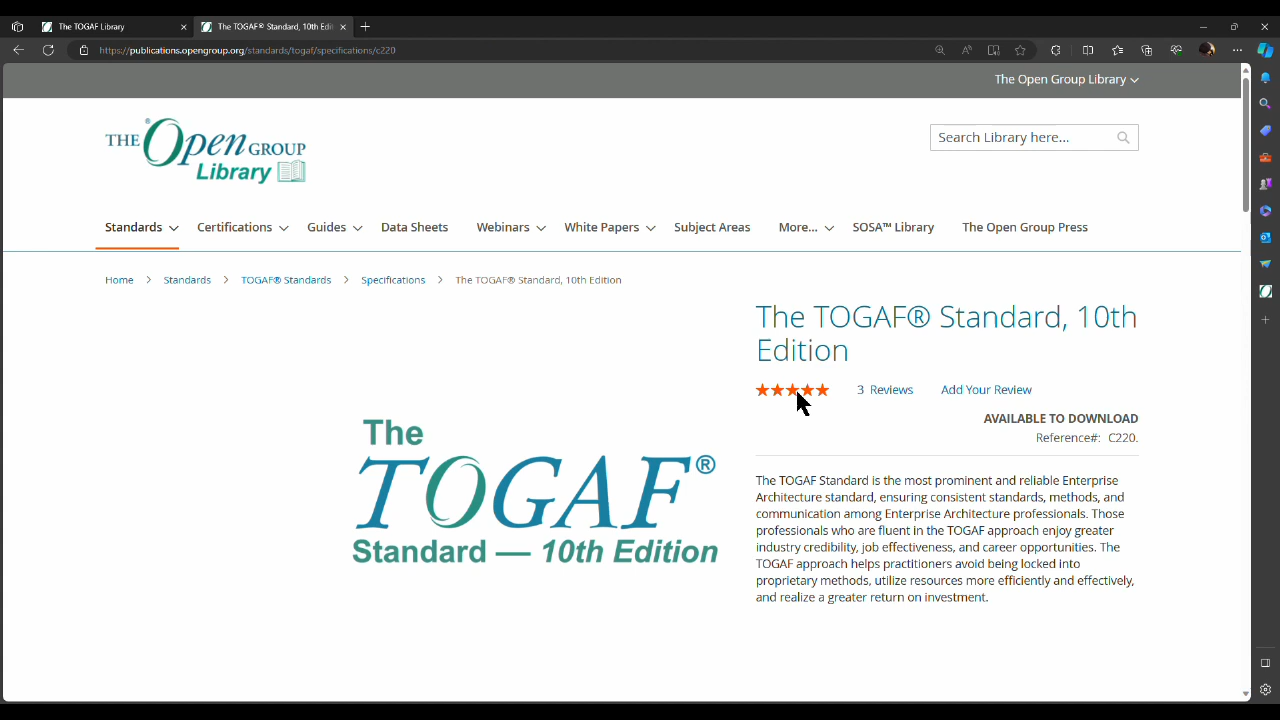 The TOGAF Library
The TOGAF® Standard, 10th Edit
https://publications.opengroup.org/standards/togaf/specifications/c220
The Open Group Library
THE Open GROUP
Library
Search Library here...
Standards Certifications Guides Data Sheets Webinars White Papers Subject Areas More... SOSA™ Library The Open Group Press
Home > Standards > TOGAF® Standards > Specifications > The TOGAF® Standard, 10th Edition
The TOGAF® Standard, 10th
Edition
3 Reviews Add Your Review
AVAILABLE TO DOWNLOAD
Reference#: C220.
The
TOGAF®
Standard — 10th Edition
The TOGAF Standard is the most prominent and reliable Enterprise
Architecture standard, ensuring consistent standards, methods, and
communication among Enterprise Architecture professionals. Those
professionals who are fluent in the TOGAF approach enjoy greater
industry credibility, job effectiveness, and career opportunities. The
TOGAF approach helps practitioners avoid being locked into
proprietary methods, utilize resources more efficiently and effectively,
and realize a greater return on investment.